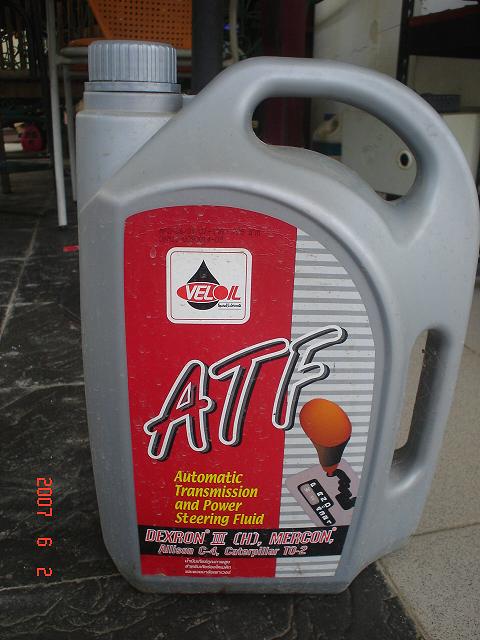 VELOIL
ATF
Automatic
Transmission
and Power
Steering Fluid
DEXRON® III (H), MERCON,®
Allison C-4, Caterpillar TO-2
2007 6 2